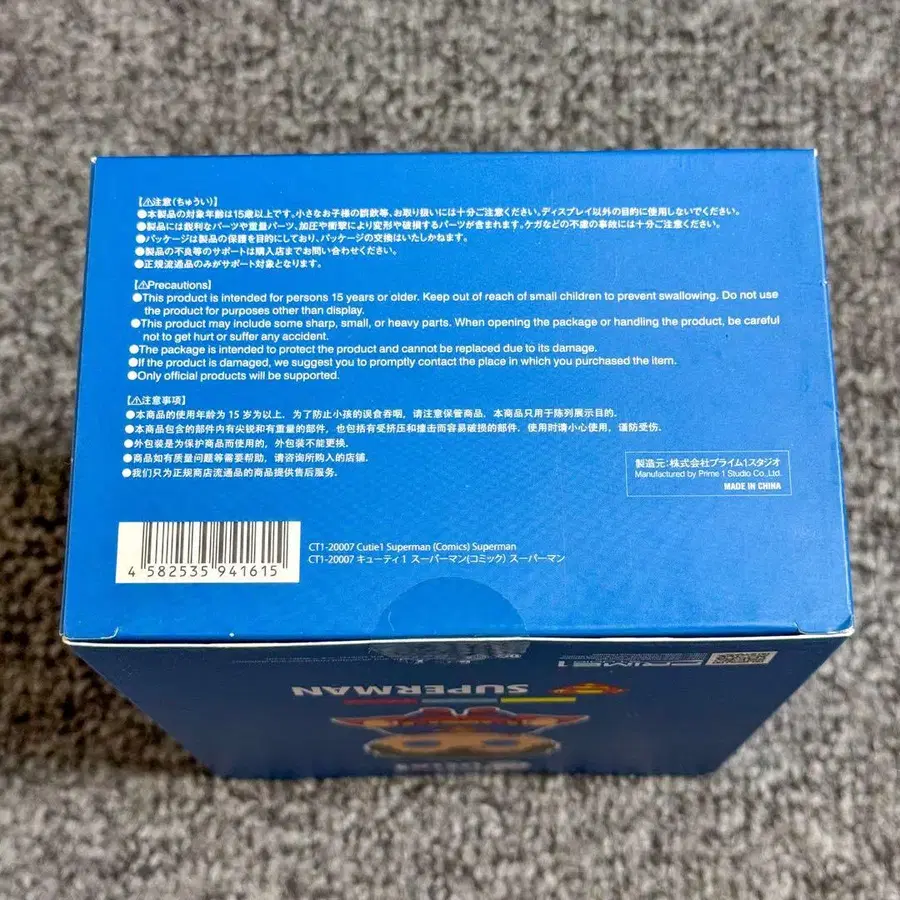 【⚠注意(ちゅうい)】
●本製品の対象年齢は15歳以上です。小さなお子様の誤飲等、お取り扱いには十分ご注意ください。ディスプレイ以外の目的に使用しないでください。
●製品には鋭利なパーツや重量パーツ、加圧や衝撃により変形や破損するパーツが含まれます。ケガなどの不慮の事故には十分ご注意ください。
●パッケージは製品の保護を目的にしており、パッケージの交換はいたしかねます。
●製品の不良等のサポートは購入店までお問い合わせください。
●正規流通品のみがサポート対象となります。
【⚠Precautions】
●This product is intended for persons 15 years or older. Keep out of reach of small children to prevent swallowing. Do not use
the product for purposes other than display.
●This product may include some sharp, small, or heavy parts. When opening the package or handling the product, be careful
not to get hurt or suffer any accident.
●The package is intended to protect the product and cannot be replaced due to its damage.
●If the product is damaged, we suggest you to promptly contact the place in which you purchased the item.
●Only official products will be supported.
【⚠注意事项】
●本商品的使用年龄为 15 岁为以上．为了防止小孩的误食吞咽，请注意保管商品．本商品只用于陈列展示目的．
●本商品包含的部件内有尖锐和有重量的部件，也包括有受挤压和撞击而容易破损的部件．使用时请小心使用，谨防受伤．
●外包装是为保护商品而使用的，外包装不能更换．
●商品如有质量问题等需要帮助，请咨询所购入的店铺．
●我们只为正规商店流通品的商品提供售后服务．
製造元：株式会社プライム1スタジオ
Manufactured by Prime 1 Studio Co.,Ltd.
MADE IN CHINA
4 582535 941615
CT1-20007 Cutie1 Superman (Comics) Superman
CT1-20007 キューティ1 スーパーマン(コミック) スーパーマン
PRIME 1
SUPERMAN